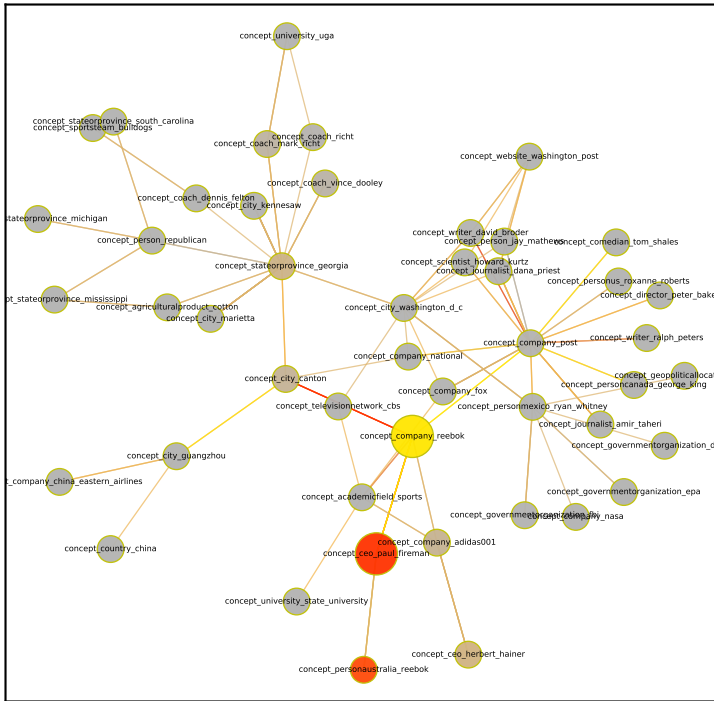 concept_university_uga
concept_stateorprovince_south_carolina
concept_sportsteam_bulldogs
concept_coach_richt
concept_coach_mark_richt
concept_website_washington_post
concept_coach_vince_dooley
concept_coach_dennis_felton
concept_city_kennesaw
stateorprovince_michigan
concept_writer_david_broder
concept_person_republican
concept_person_jay_mathews
concept_comedian_tom_shales
concept_scientist_howard_kurtz
concept_stateorprovince_georgia
concept_journalist_dana_priest
concept_personus_roxanne_roberts
concept_director_peter_bake
pt_stateorprovince_mississippi
concept_agriculturalproduct_cotton
concept_city_washington_d_c
concept_city_marietta
concept_writer_ralph_peters
concept_company_post
concept_company_national
concept_geopoliticallocat
concept_city_canton
concept_personcanada_george_king
concept_company_fox
concept_televisionnetwork_cbs
concept_personmexico_ryan_whitney
concept_journalist_amir_taheri
concept_company_reebok
concept_governmentorganization_d
concept_city_guangzhou
t_company_china_eastern_airlines
concept_governmentorganization_epa
concept_academicfield_sports
concept_company_nasa
concept_country_china
concept_company_adidas001
concept_ceo_paul_fireman
concept_university_state_university
concept_ceo_herbert_hainer
concept_personaustralia_reebok